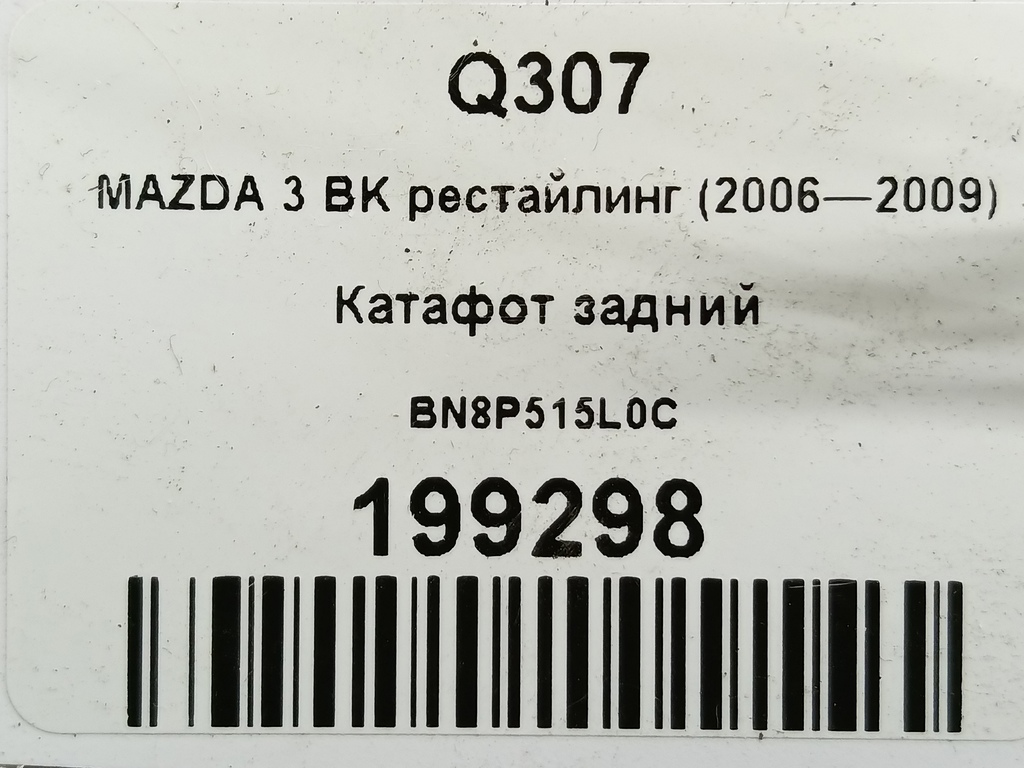 Q307
MAZDA 3 BK рестайлинг (2006—2009)
Катафот задний
BN8P515L0C
199298